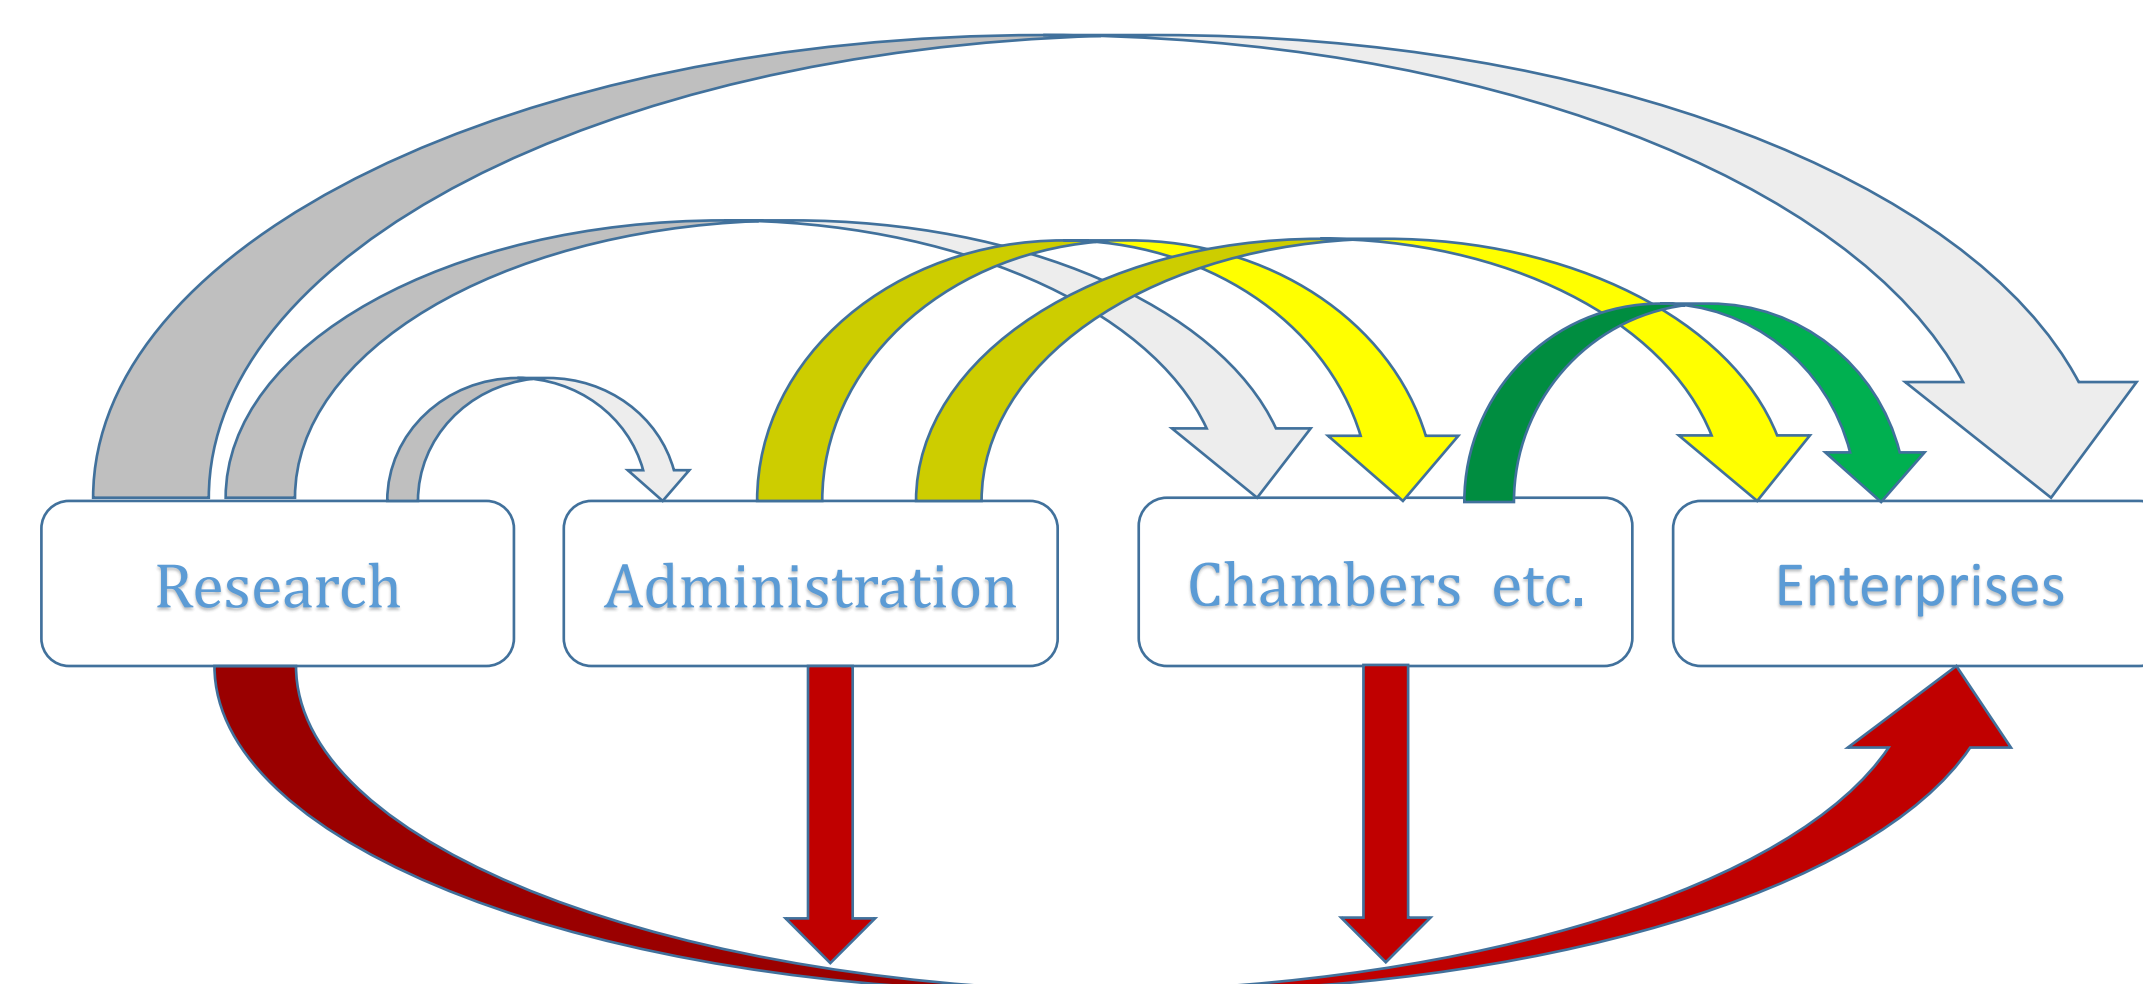 Research
Administration
Chambers etc.
Enterprises